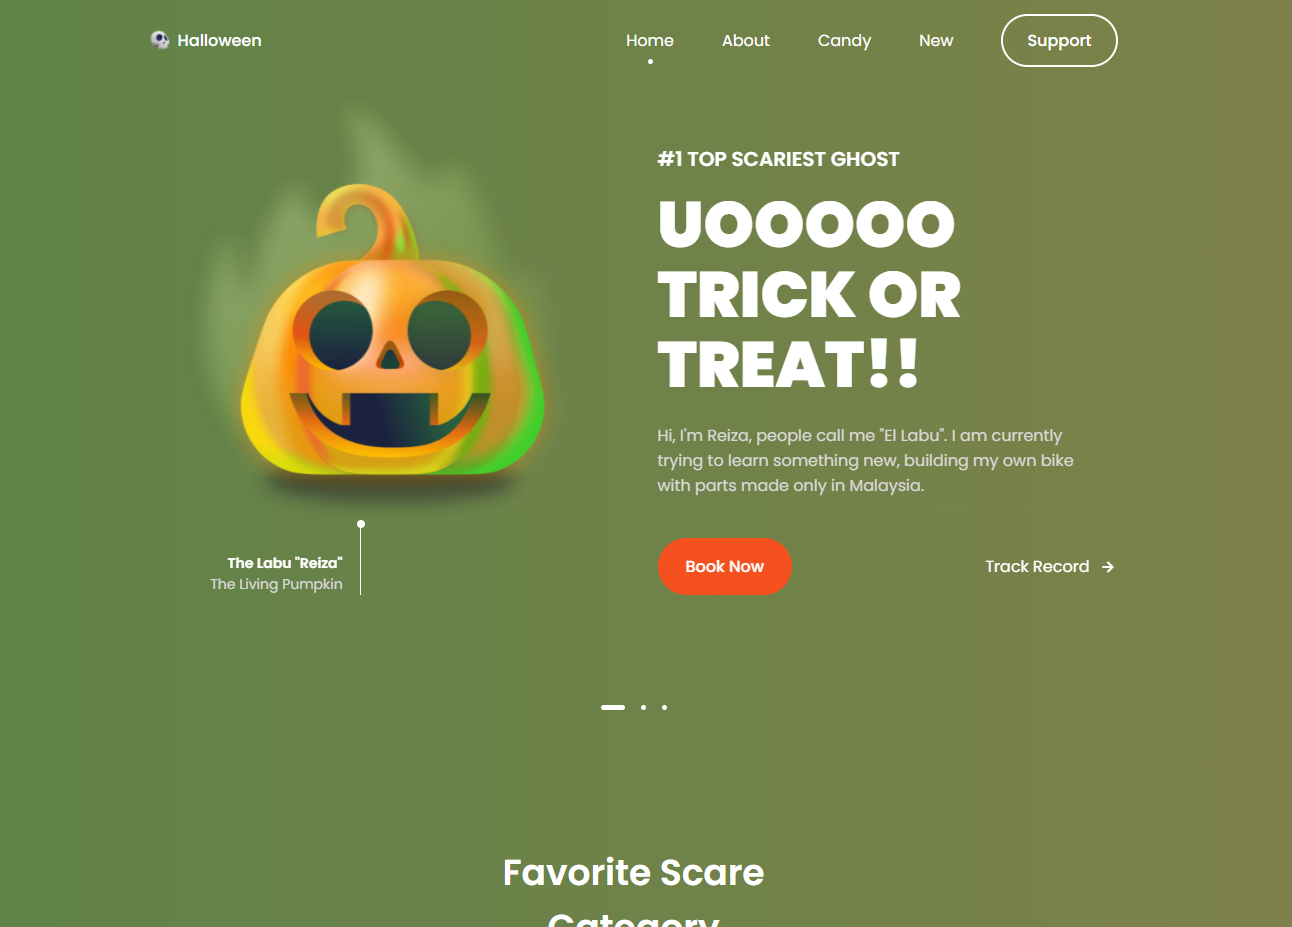 Halloween
Home About Candy New Support
#1 TOP SCARIEST GHOST
UOOOOO
TRICK OR
TREAT!!
Hi, I'm Reiza, people call me "El Labu". I am currently
trying to learn something new, building my own bike
with parts made only in Malaysia.
Book Now
Track Record
The Labu "Reiza"
The Living Pumpkin
Favorite Scare
Category